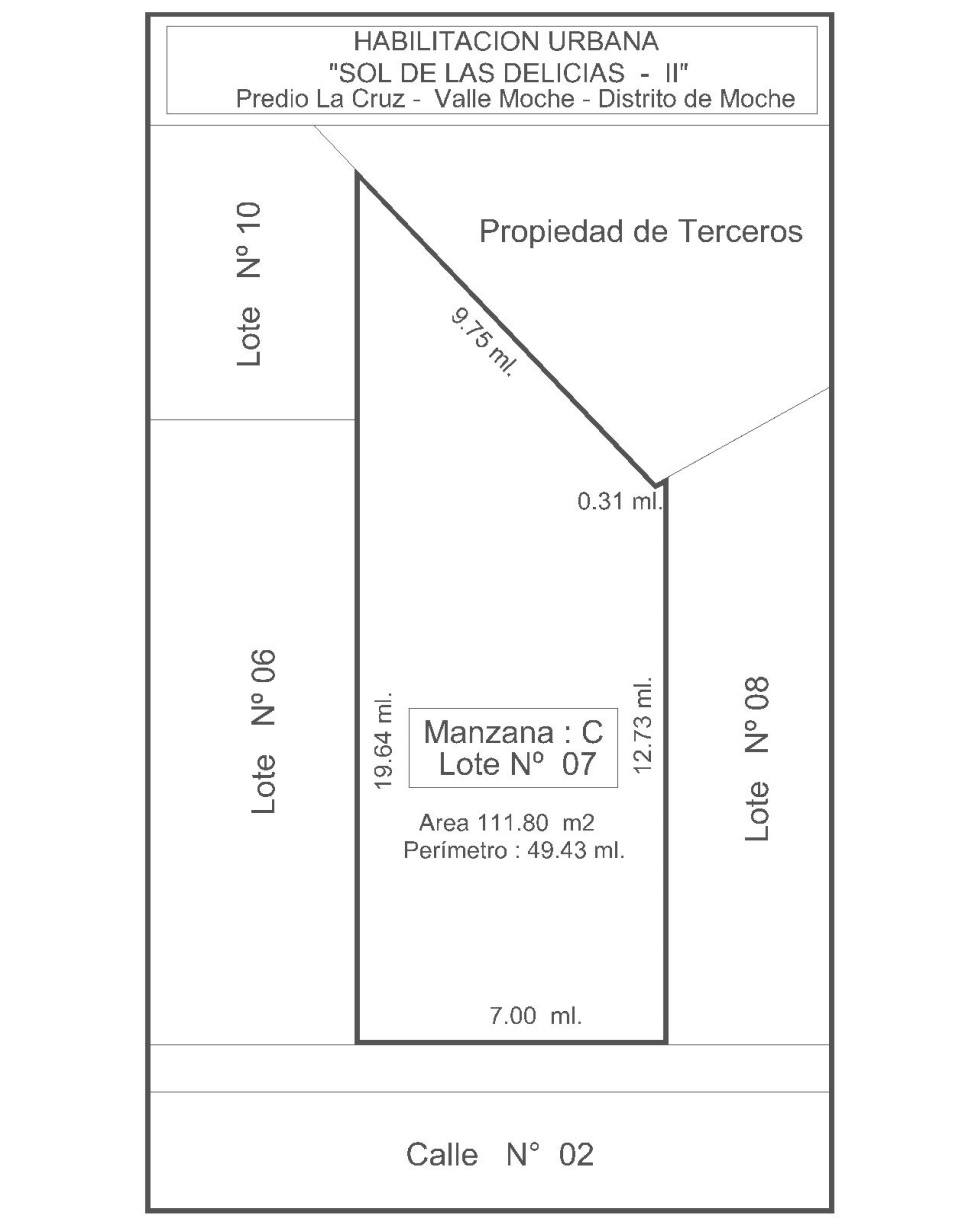 HABILITACION URBANA
"SOL DE LAS DELICIAS - II"
Predio La Cruz - Valle Moche - Distrito de Moche
Lote Nº 10
Propiedad de Terceros
9.75 ml.
0.31 ml.
Lote Nº 06
19.64 ml.
Manzana : C
Lote Nº 07
12.73 ml.
Lote Nº 08
Area 111.80 m2
Perímetro : 49.43 ml.
7.00 ml.
Calle N° 02